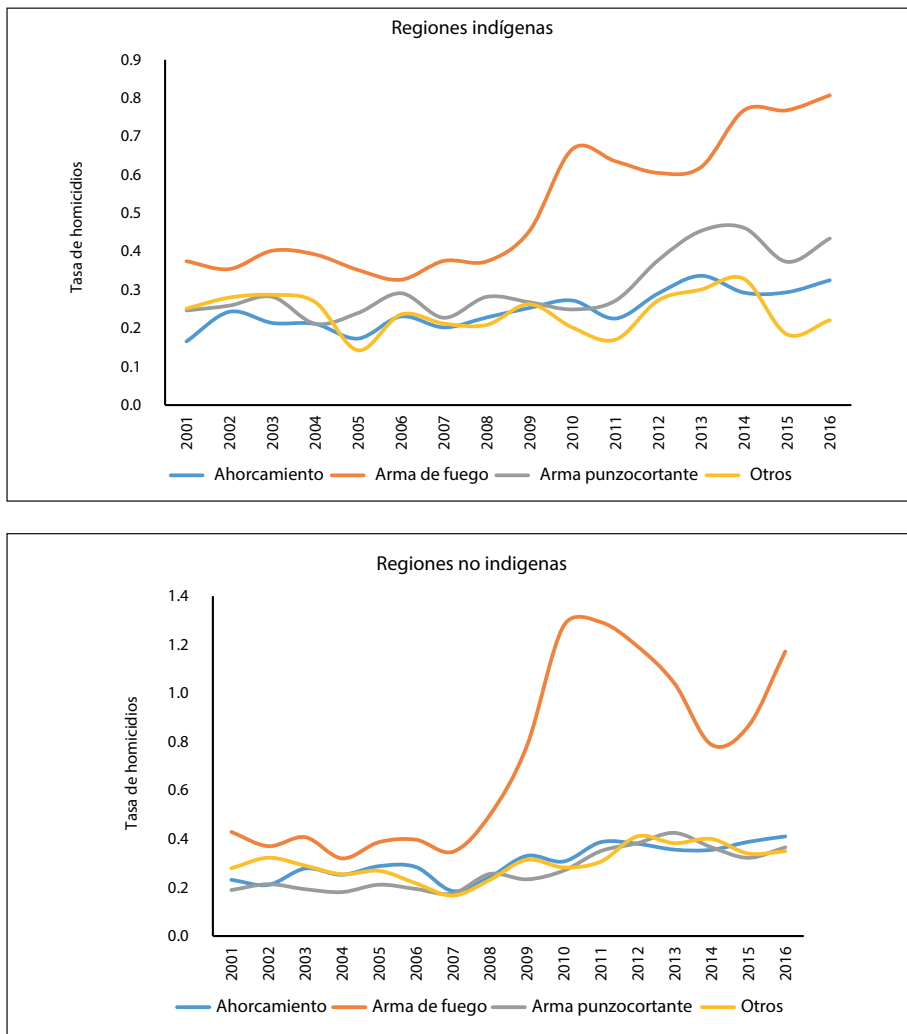 Regiones indígenas
Tasa de homicidios
0.9
0.8
0.7
0.6
0.5
0.4
0.3
0.2
0.1
0.0
2001 2002 2003 2004 2005 2006 2007 2008 2009 2010 2011 2012 2013 2014 2015 2016
Ahorcamiento Arma de fuego Arma punzocortante Otros
Regiones no indigenas
Tasa de homicidios
1.4
1.2
1.0
0.8
0.6
0.4
0.2
0.0
2001 2002 2003 2004 2005 2006 2007 2008 2009 2010 2011 2012 2013 2014 2015 2016
Ahorcamiento Arma de fuego Arma punzocortante Otros